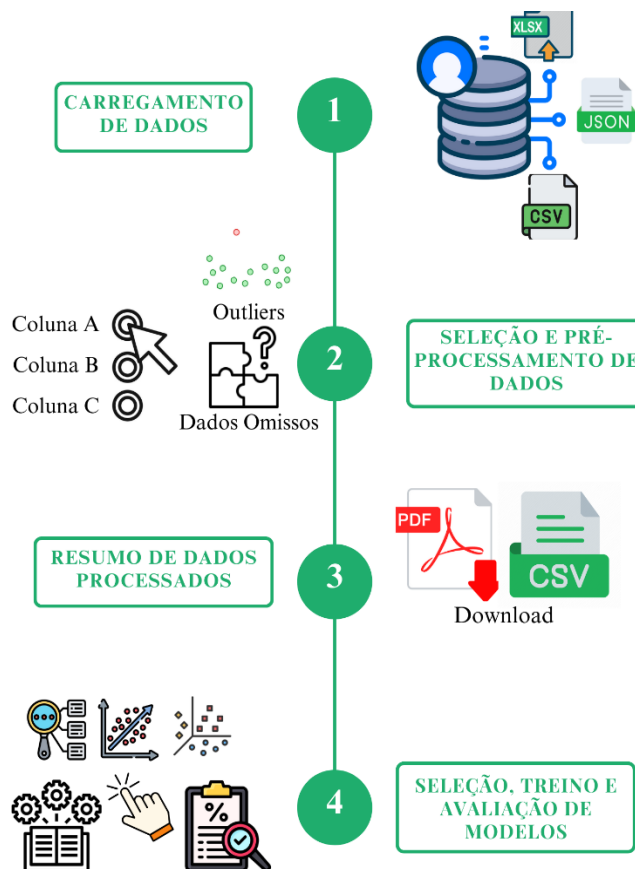 XLSX
CARREGAMENTO
DE DADOS
1
JSON
CSV
Outliers
Coluna A
Coluna B
Coluna C
?
Dados Omissos
2
SELEÇÃO E PRÉ-
PROCESSAMENTO DE
DADOS
RESUMO DE DADOS
PROCESSADOS
3
PDF
CSV
Download
%
4
SELEÇÃO, TREINO E
AVALIAÇÃO DE
MODELOS